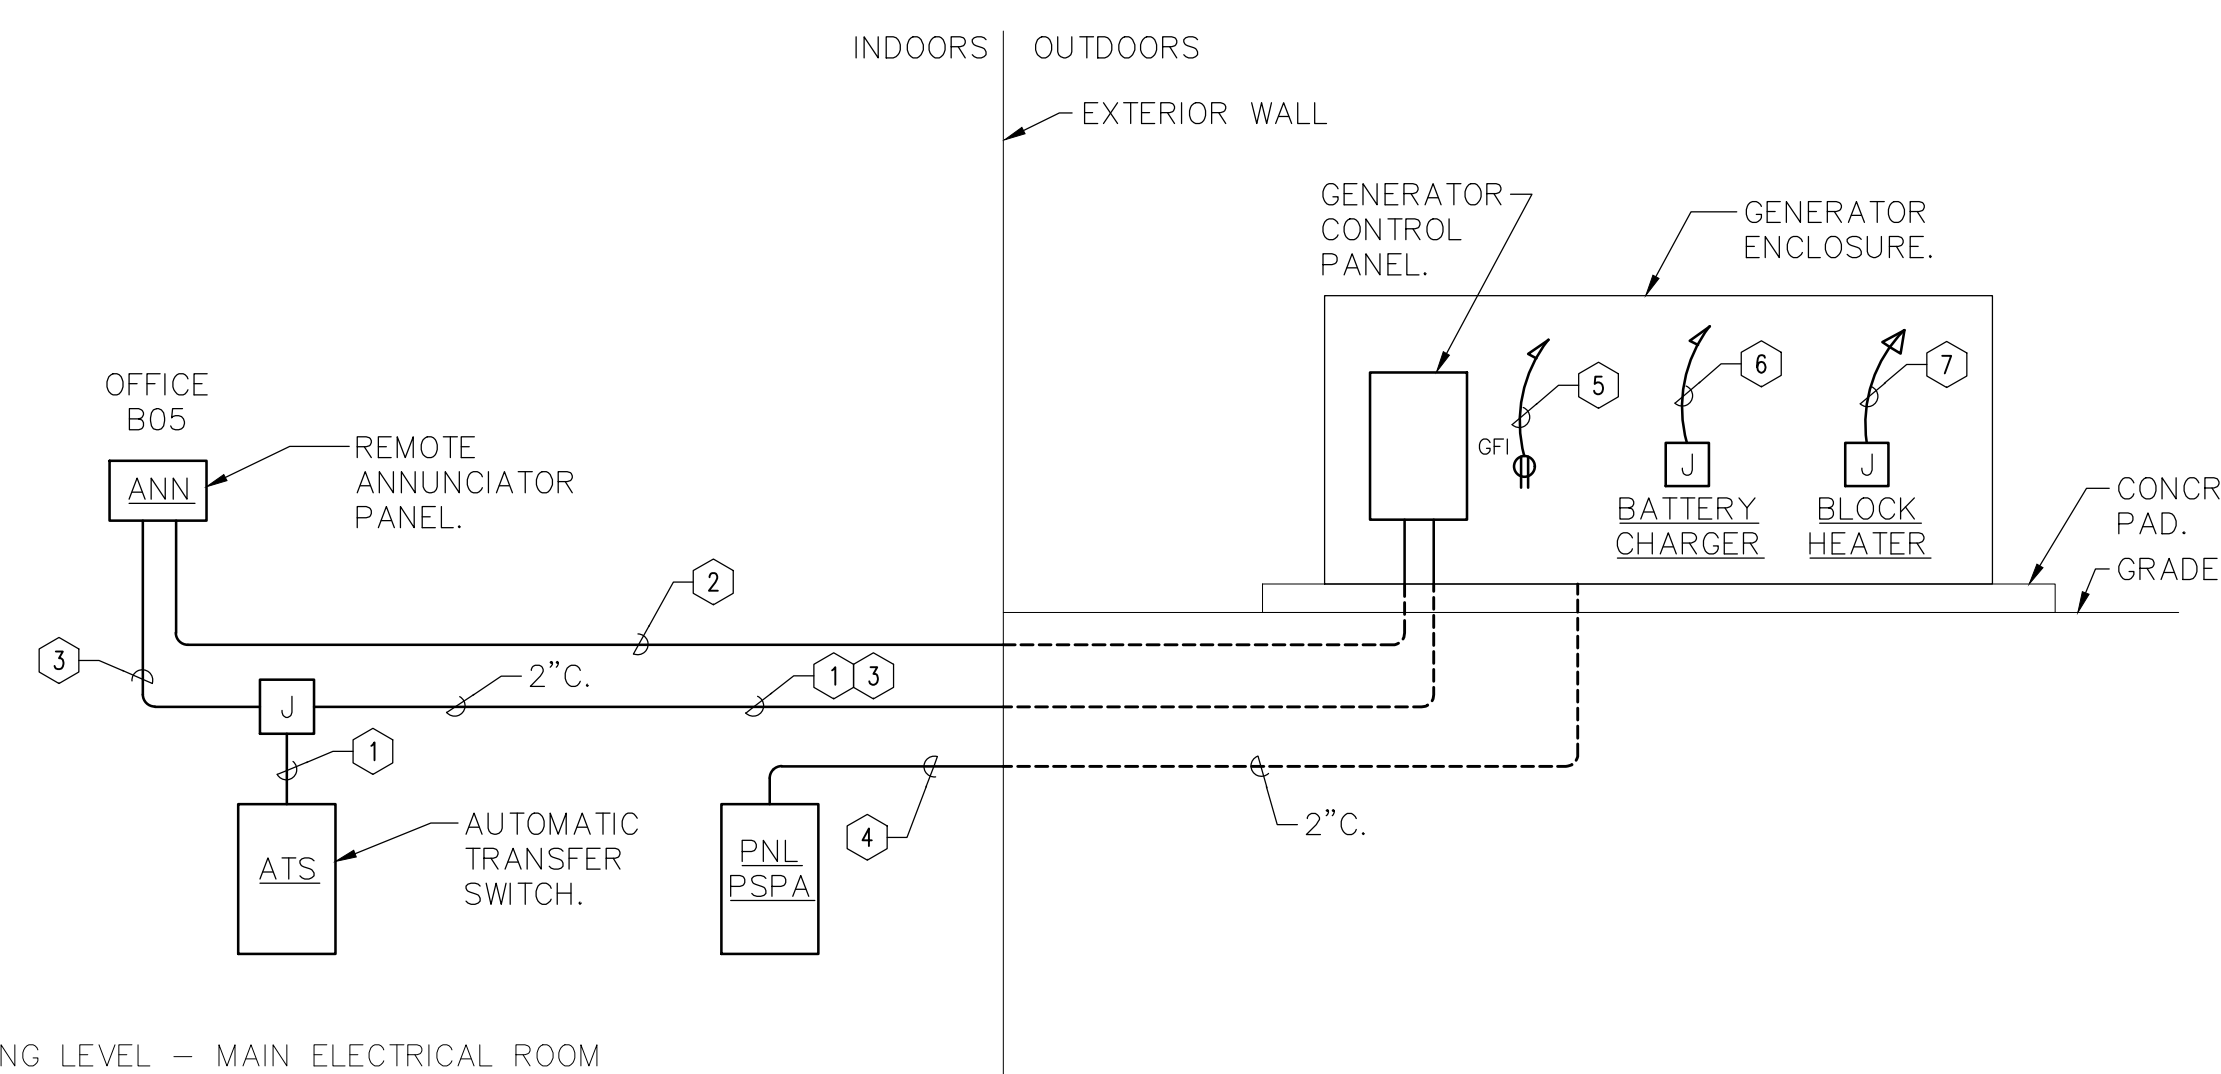 INDOORS
OUTDOORS
EXTERIOR WALL
GENERATOR
CONTROL
PANEL.
GENERATOR
ENCLOSURE.
OFFICE
B05
ANN
REMOTE
ANNUNCIATOR
PANEL.
5
6
7
GFI
J
BATTERY
CHARGER
J
BLOCK
HEATER
CONCR
PAD.
GRADE
2
3
2"C.
1 3
J
1
ATS
AUTOMATIC
TRANSFER
SWITCH.
PNL
PSPA
4
2"C.
NG LEVEL – MAIN ELECTRICAL ROOM